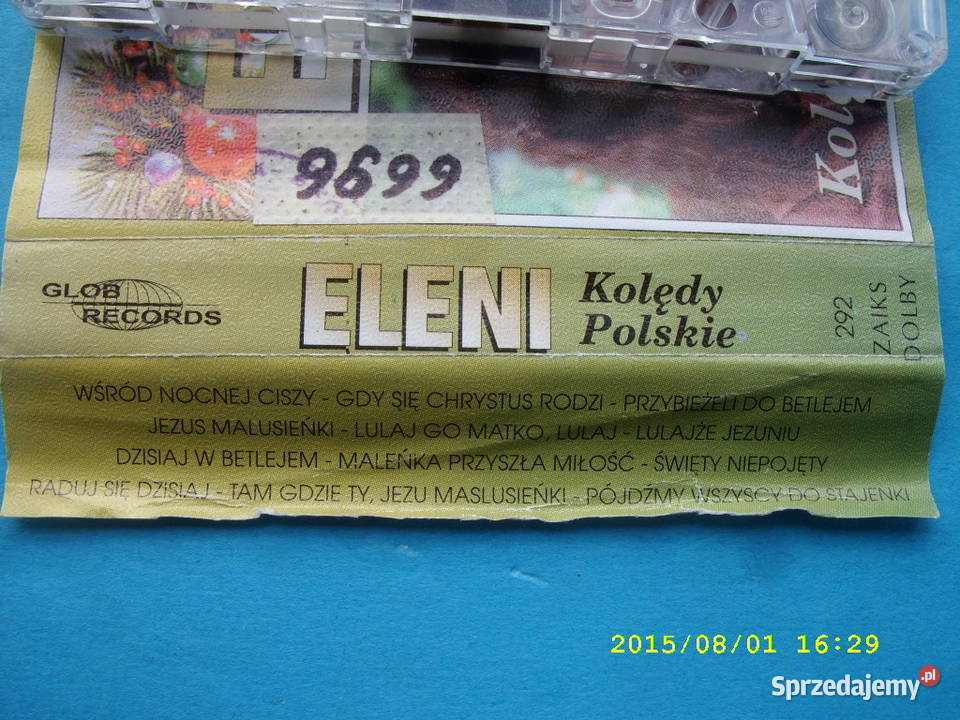 9699
Kol
GLOB
RECORDS
ELENI
Kolędy
Polskie
292
ZAIKS
DOLBY
WŚRÓD NOCNEJ CISZY - GDY SIĘ CHRYSTUS RODZI - PRZYBIEŻELI DO BETLEJEM
JEZUS MALUSIEŃKI - LULAJ GO MATKO, LULAJ - LULAJŻE JEZUNIU
DZISIAJ W BETLEJEM - MALEŃKA PRZYSZŁA MIŁOŚĆ - ŚWIĘTY NIEPOJĘTY
RADUJ SIĘ DZISIAJ - TAM GDZIE TY, JEZU MASLUSIEŃKI - PÓJDŹMY WSZYSCY DO STAJENKI
2015/08/01 16:29
Sprzedajemy.pl